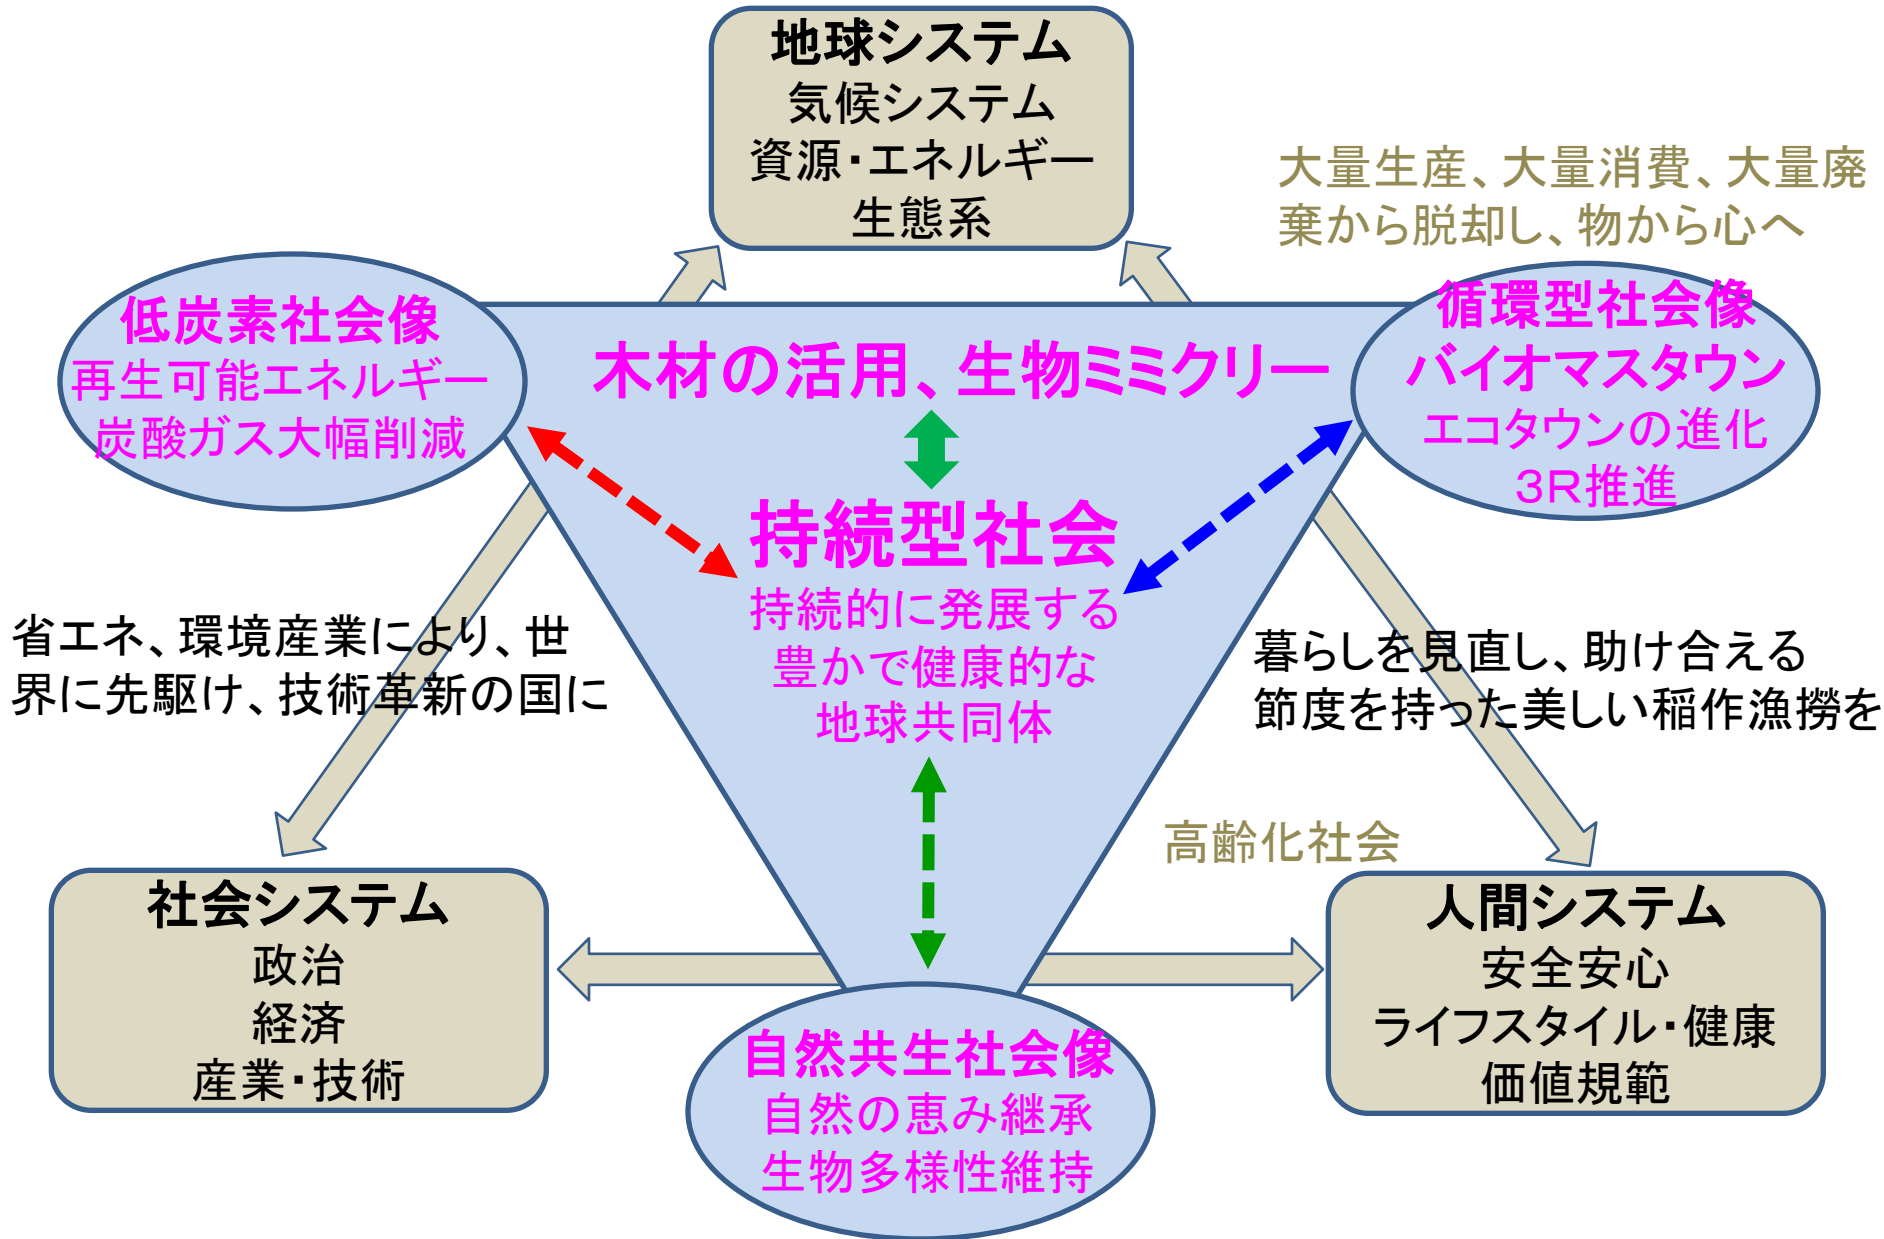 地球システム
気候システム
資源・エネルギー
生態系
大量生産、大量消費、大量廃
棄から脱却し、物から心へ
低炭素社会像
再生可能エネルギー
炭酸ガス大幅削減
木材の活用、生物ミミクリー
循環型社会像
バイオマスタウン
エコタウンの進化
3R推進
持続型社会
持続的に発展する
豊かで健康的な
地球共同体
省エネ、環境産業により、世
界に先駆け、技術革新の国に
暮らしを見直し、助け合える
節度を持った美しい稲作漁撈を
高齢化社会
社会システム
政治
経済
産業・技術
人間システム
安全安心
ライフスタイル・健康
価値規範
自然共生社会像
自然の恵み継承
生物多様性維持